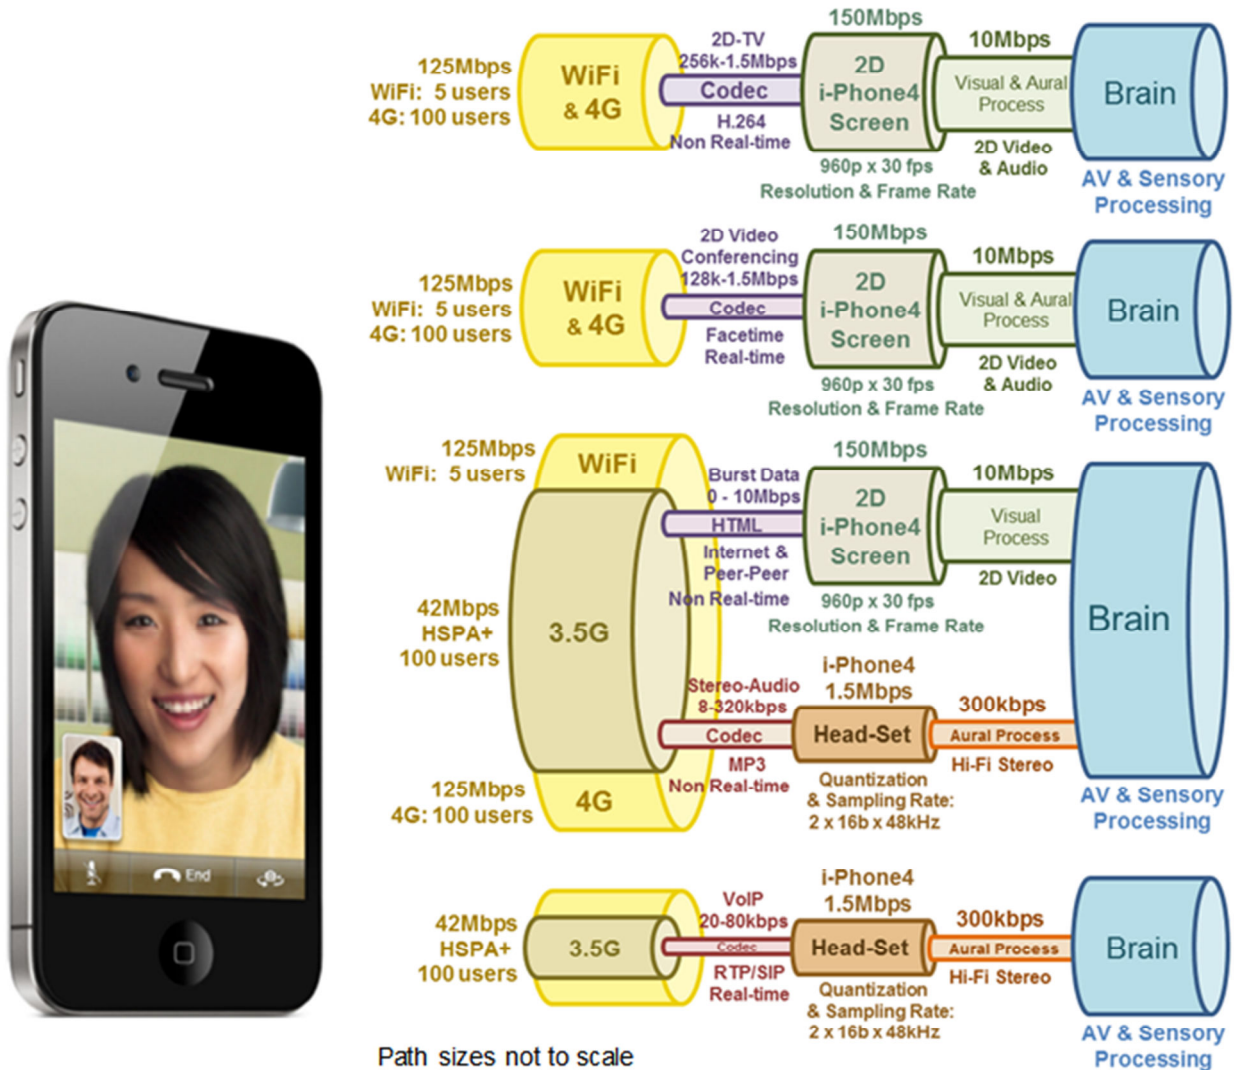 125Mbps
WiFi: 5 users
4G: 100 users
WiFi
& 4G
2D-TV
256k-1.5Mbps
Codec
H.264
Non Real-time
150Mbps
2D
i-Phone4
Screen
960p x 30 fps
Resolution & Frame Rate
10Mbps
Visual & Aural
Process
2D Video
& Audio
Brain
AV & Sensory
Processing
125Mbps
WiFi: 5 users
4G: 100 users
WiFi
& 4G
2D Video
Conferencing
128k-1.5Mbps
Codec
Facetime
Real-time
150Mbps
2D
i-Phone4
Screen
960p x 30 fps
Resolution & Frame Rate
10Mbps
Visual & Aural
Process
2D Video
& Audio
Brain
AV & Sensory
Processing
125Mbps
WiFi: 5 users
WiFi
42Mbps
HSPA+
100 users
3.5G
125Mbps
4G: 100 users
4G
Burst Data
0 - 10Mbps
HTML
Internet &
Peer-Peer
Non Real-time
150Mbps
2D
i-Phone4
Screen
960p x 30 fps
Resolution & Frame Rate
10Mbps
Visual
Process
2D Video
Stereo-Audio
8-320kbps
Codec
MP3
Non Real-time
i-Phone4
1.5Mbps
Head-Set
Quantization
& Sampling Rate:
2 x 16b x 48kHz
300kbps
Aural Process
Hi-Fi Stereo
Brain
AV & Sensory
Processing
End
42Mbps
HSPA+
100 users
3.5G
VoIP
20-80kbps
Codec
RTP/SIP
Real-time
i-Phone4
1.5Mbps
Head-Set
Quantization
& Sampling Rate:
2 x 16b x 48kHz
300kbps
Aural Process
Hi-Fi Stereo
Brain
AV & Sensory
Processing
Path sizes not to scale